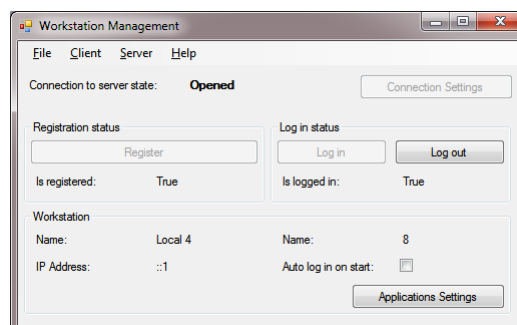 Workstation Management
File Client Server Help
Connection to server state: Opened Connection Settings
Registration status Log in status
Register Log in Log out
Is registered: True Is logged in: True
Workstation
Name: Local 4 Name: 8
IP Address: ::1 Auto log in on start:
Applications Settings